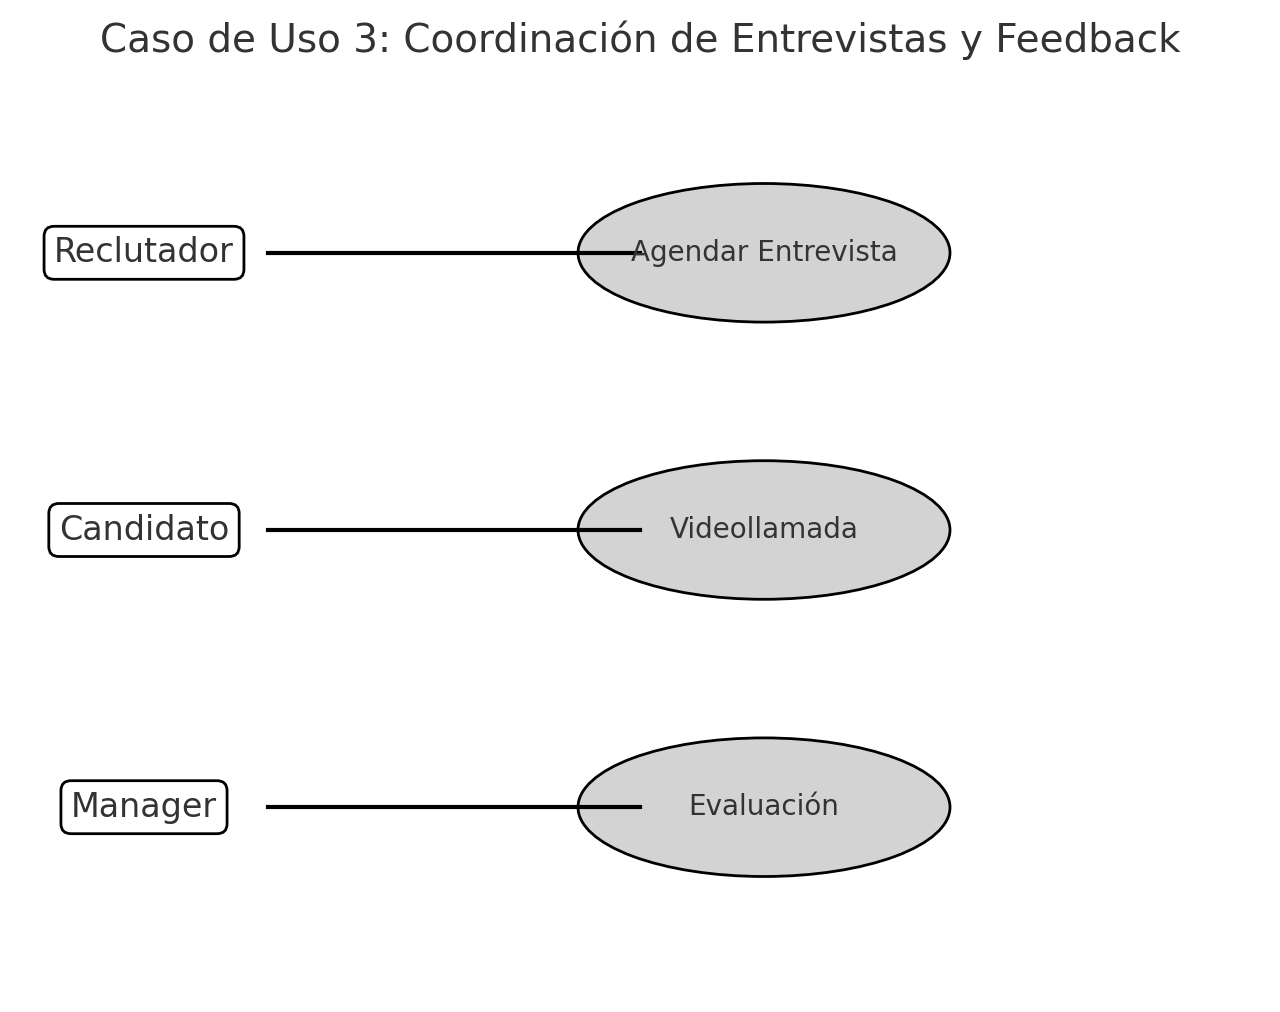 Caso de Uso 3: Coordinación de Entrevistas y Feedback
Reclutador
Agendar Entrevista
Candidato
Videollamada
Manager
Evaluación